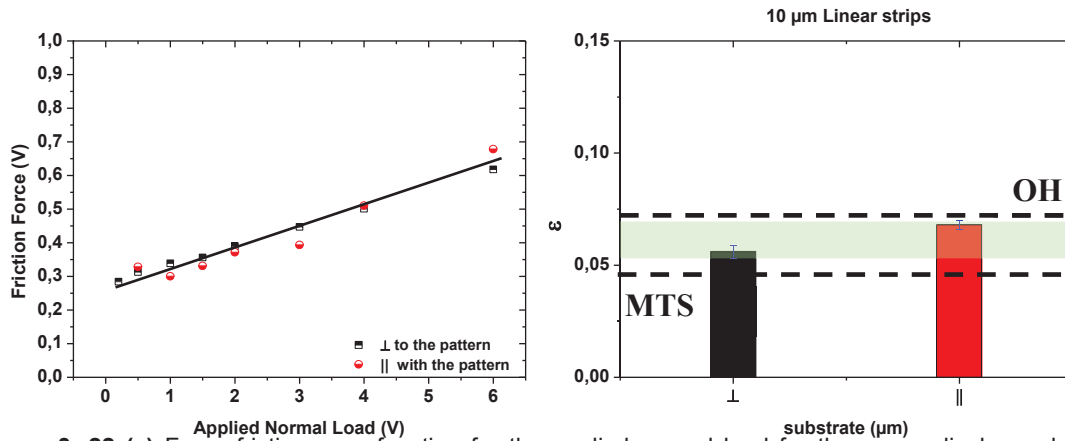 10 µm Linear strips
1,0
0,9
0,8
0,7
0,6
0,5
0,4
0,3
0,2
0,1
0,0
Friction Force (V)
⊥ to the pattern
|| with the pattern
0 1 2 3 4 5 6
Applied Normal Load (V)
0,15
0,10
0,05
0,00
ε
OH
MTS
⊥ ||
substrate (µm)